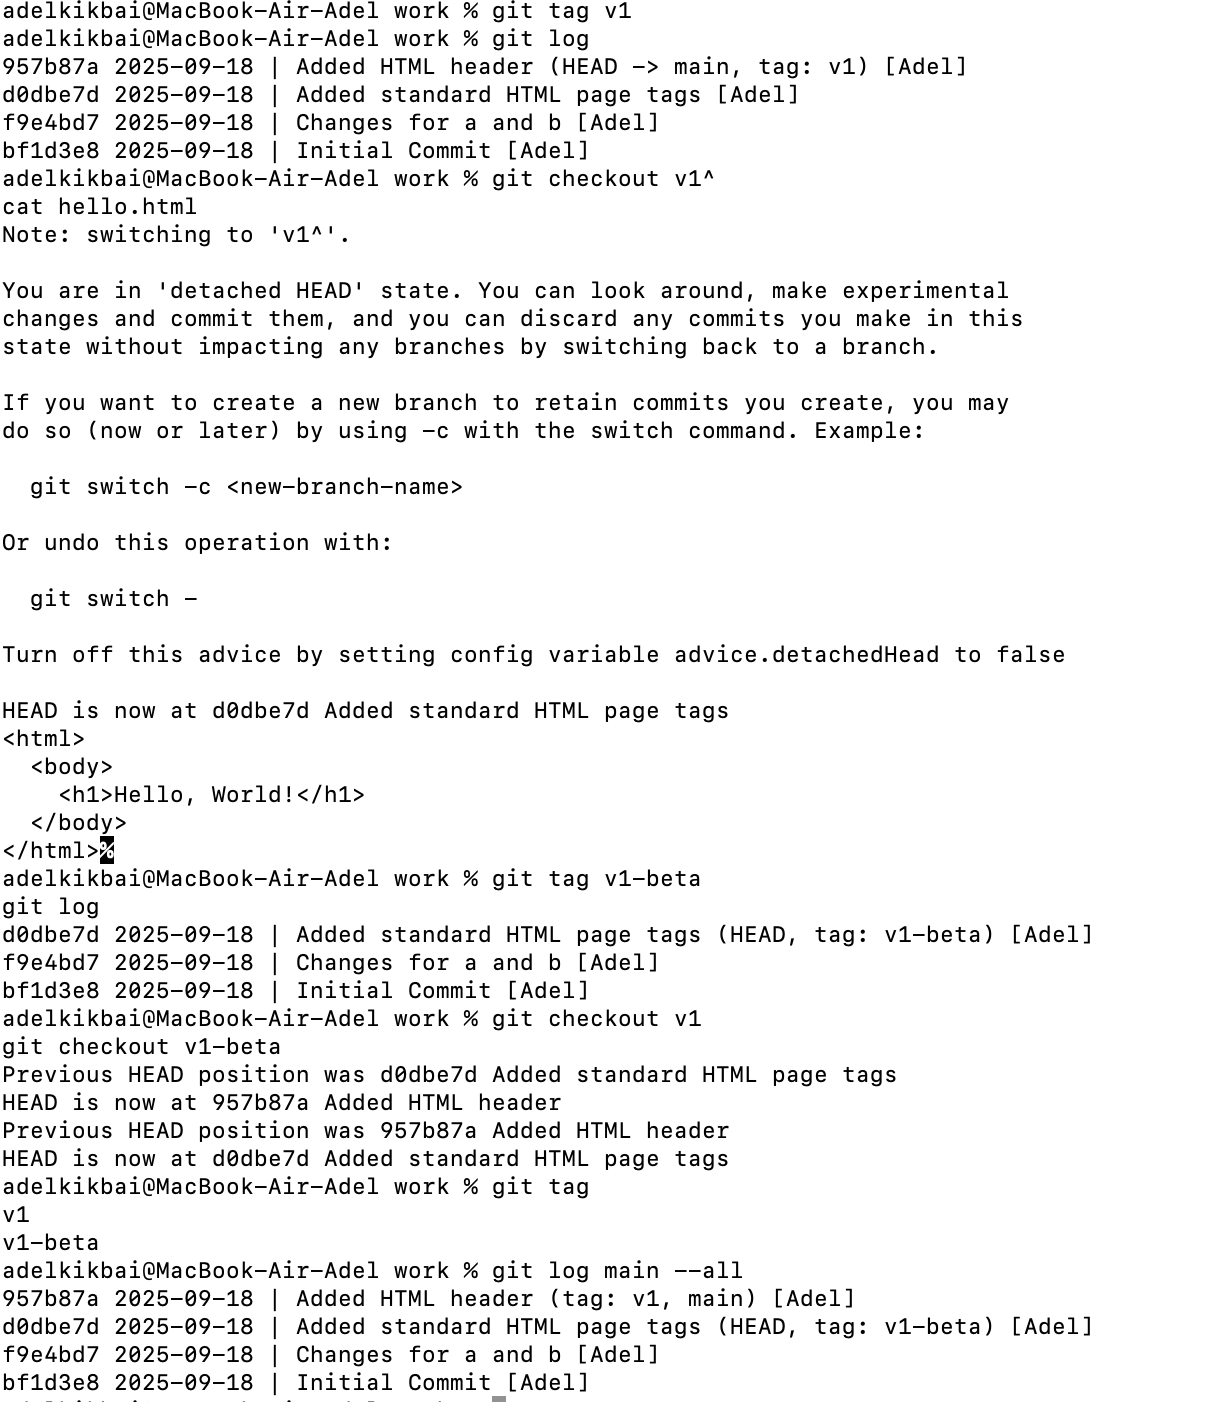 adelkikbai@MacBook-Air-Adel work % git tag v1
adelkikbai@MacBook-Air-Adel work % git log
957b87a 2025-09-18 | Added HTML header (HEAD -> main, tag: v1) [Adel]
d0dbe7d 2025-09-18 | Added standard HTML page tags [Adel]
f9e4bd7 2025-09-18 | Changes for a and b [Adel]
bf1d3e8 2025-09-18 | Initial Commit [Adel]
adelkikbai@MacBook-Air-Adel work % git checkout v1^
cat hello.html
Note: switching to 'v1^'.

You are in 'detached HEAD' state. You can look around, make experimental
changes and commit them, and you can discard any commits you make in this
state without impacting any branches by switching back to a branch.

If you want to create a new branch to retain commits you create, you may
do so (now or later) by using -c with the switch command. Example:

  git switch -c <new-branch-name>

Or undo this operation with:

  git switch -

Turn off this advice by setting config variable advice.detachedHead to false

HEAD is now at d0dbe7d Added standard HTML page tags
<html>
  <body>
    <h1>Hello, World!</h1>
  </body>
</html>%
adelkikbai@MacBook-Air-Adel work % git tag v1-beta
git log
d0dbe7d 2025-09-18 | Added standard HTML page tags (HEAD, tag: v1-beta) [Adel]
f9e4bd7 2025-09-18 | Changes for a and b [Adel]
bf1d3e8 2025-09-18 | Initial Commit [Adel]
adelkikbai@MacBook-Air-Adel work % git checkout v1
git checkout v1-beta
Previous HEAD position was d0dbe7d Added standard HTML page tags
HEAD is now at 957b87a Added HTML header
Previous HEAD position was 957b87a Added HTML header
HEAD is now at d0dbe7d Added standard HTML page tags
adelkikbai@MacBook-Air-Adel work % git tag
v1
v1-beta
adelkikbai@MacBook-Air-Adel work % git log main --all
957b87a 2025-09-18 | Added HTML header (tag: v1, main) [Adel]
d0dbe7d 2025-09-18 | Added standard HTML page tags (HEAD, tag: v1-beta) [Adel]
f9e4bd7 2025-09-18 | Changes for a and b [Adel]
bf1d3e8 2025-09-18 | Initial Commit [Adel]